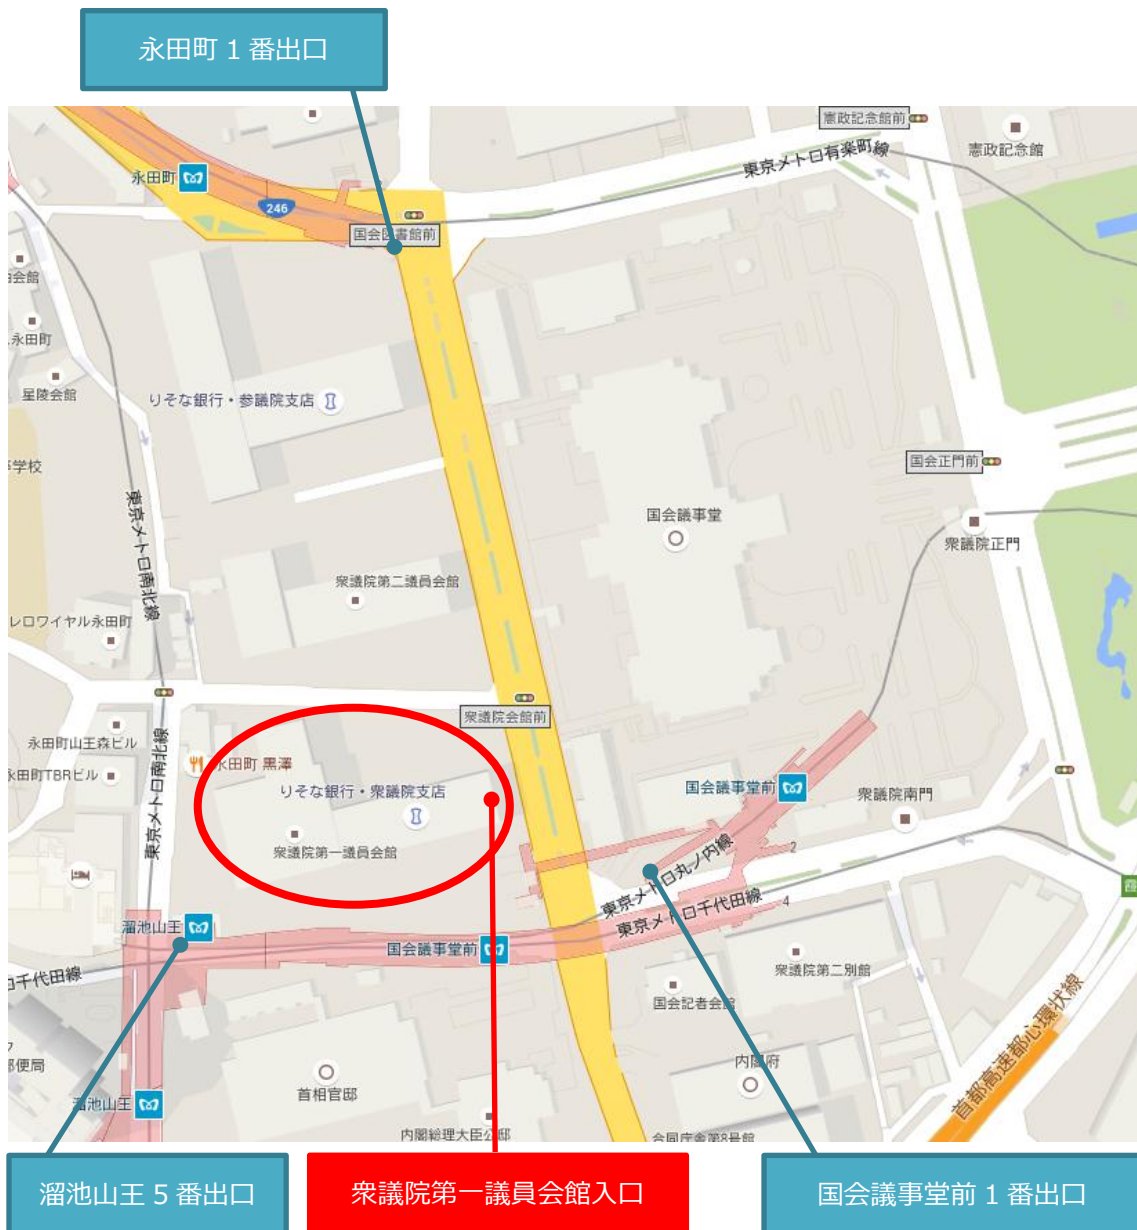 永田町１番出口
憲政記念館前
憲政記念館
東京メトロ有楽町線
永田町
246
国会図書館前
永田町
星陵会館
りそな銀行・参議院支店
国会正門前
国会議事堂
衆議院正門
東京メトロ南北線
衆議院第二議員会館
レロワイヤル永田町
衆議院会館前
永田町山王森ビル
永田町 黒澤
永田町TBRビル
東京メトロ南北線
りそな銀行・衆議院支店
国会議事堂前
衆議院南門
衆議院第一議員会館
2
東京メトロ丸ノ内線
東京メトロ千代田線
4
溜池山王
国会議事堂前
千代田線
衆議院第二別館
国会記者会館
首都高速都心環状線
便局
内閣府
首相官邸
溜池山王
内閣総理大臣公邸
合同庁舎第8号館
溜池山王５番出口
衆議院第一議員会館入口
国会議事堂前１番出口